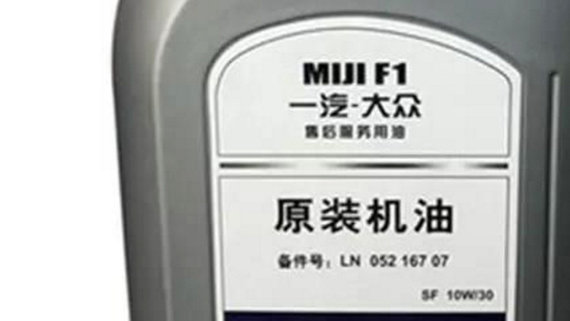 MIJI F1
一汽-大众
售后服务用油
原装机油
备件号：LN 052 167 07
SF 10W/30